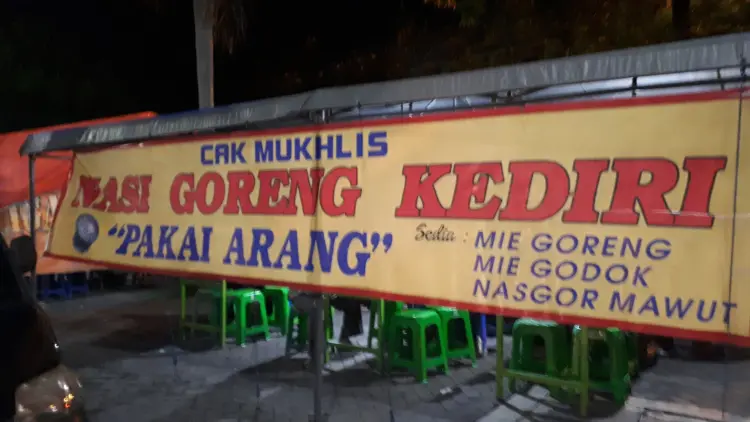 CAK MUKHLIS
NASI GORENG KEDIRI
"PAKAI ARANG"
Sedia : MIE GORENG
MIE GODOK
NASGOR MAWUT